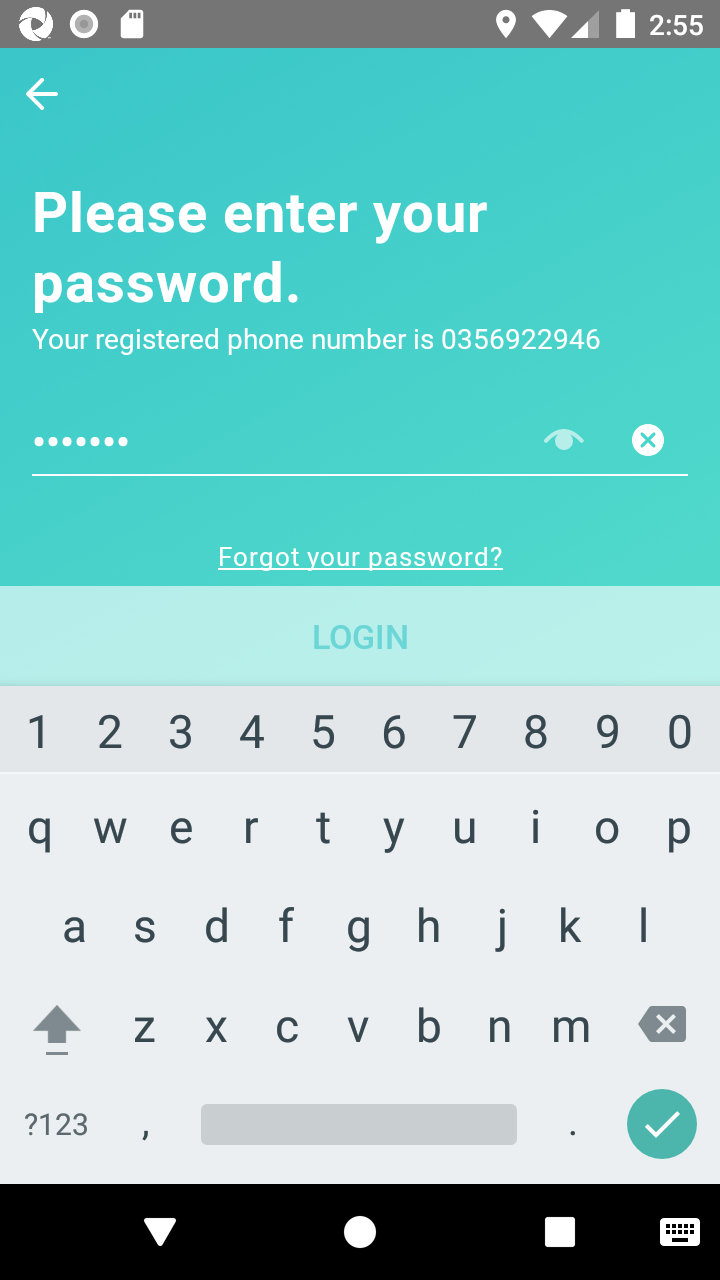 2:55
Please enter your
password.
Your registered phone number is 0356922946
•••••••
Forgot your password?
LOGIN
1 2 3 4 5 6 7 8 9 0
q w e r t y u i o p
a s d f g h j k l
z x c v b n m
?123 , .